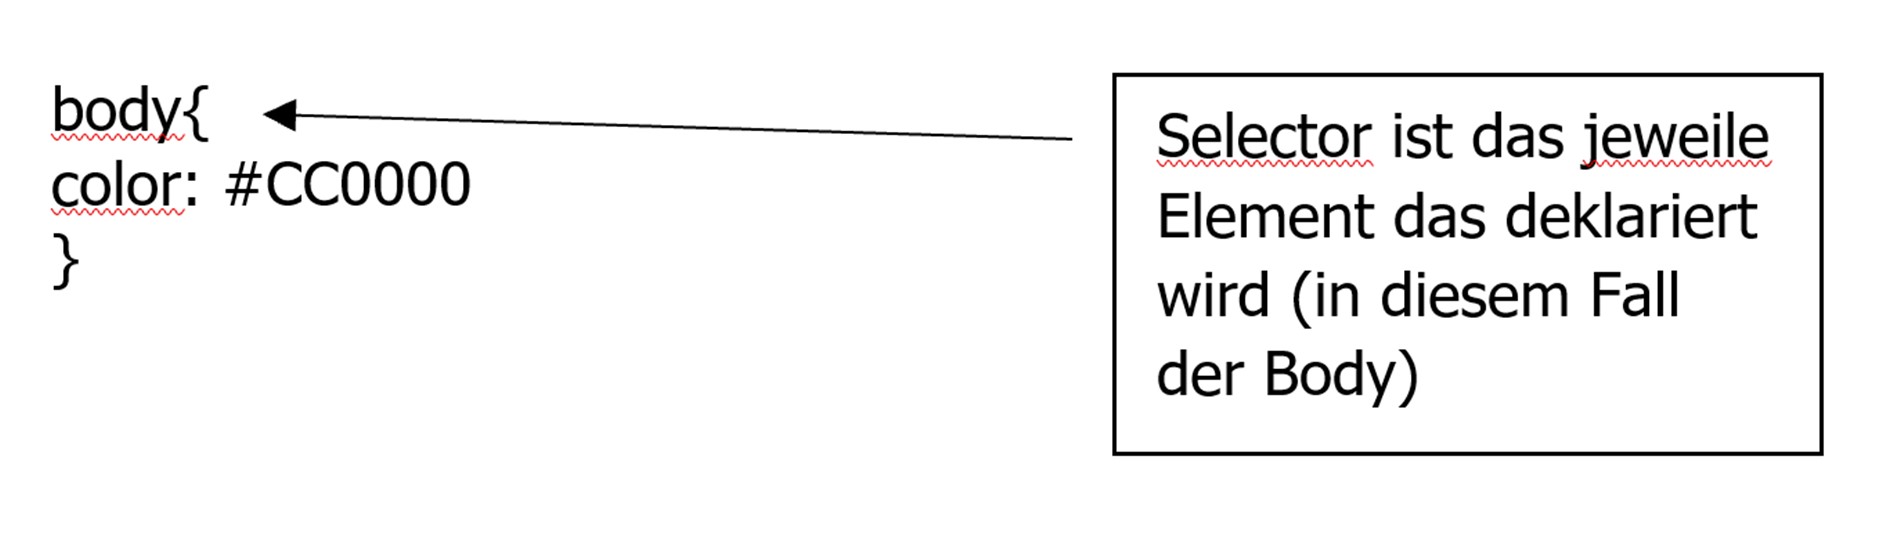 body{
color: #CC0000
}
Selector ist das jeweile
Element das deklariert
wird (in diesem Fall
der Body)